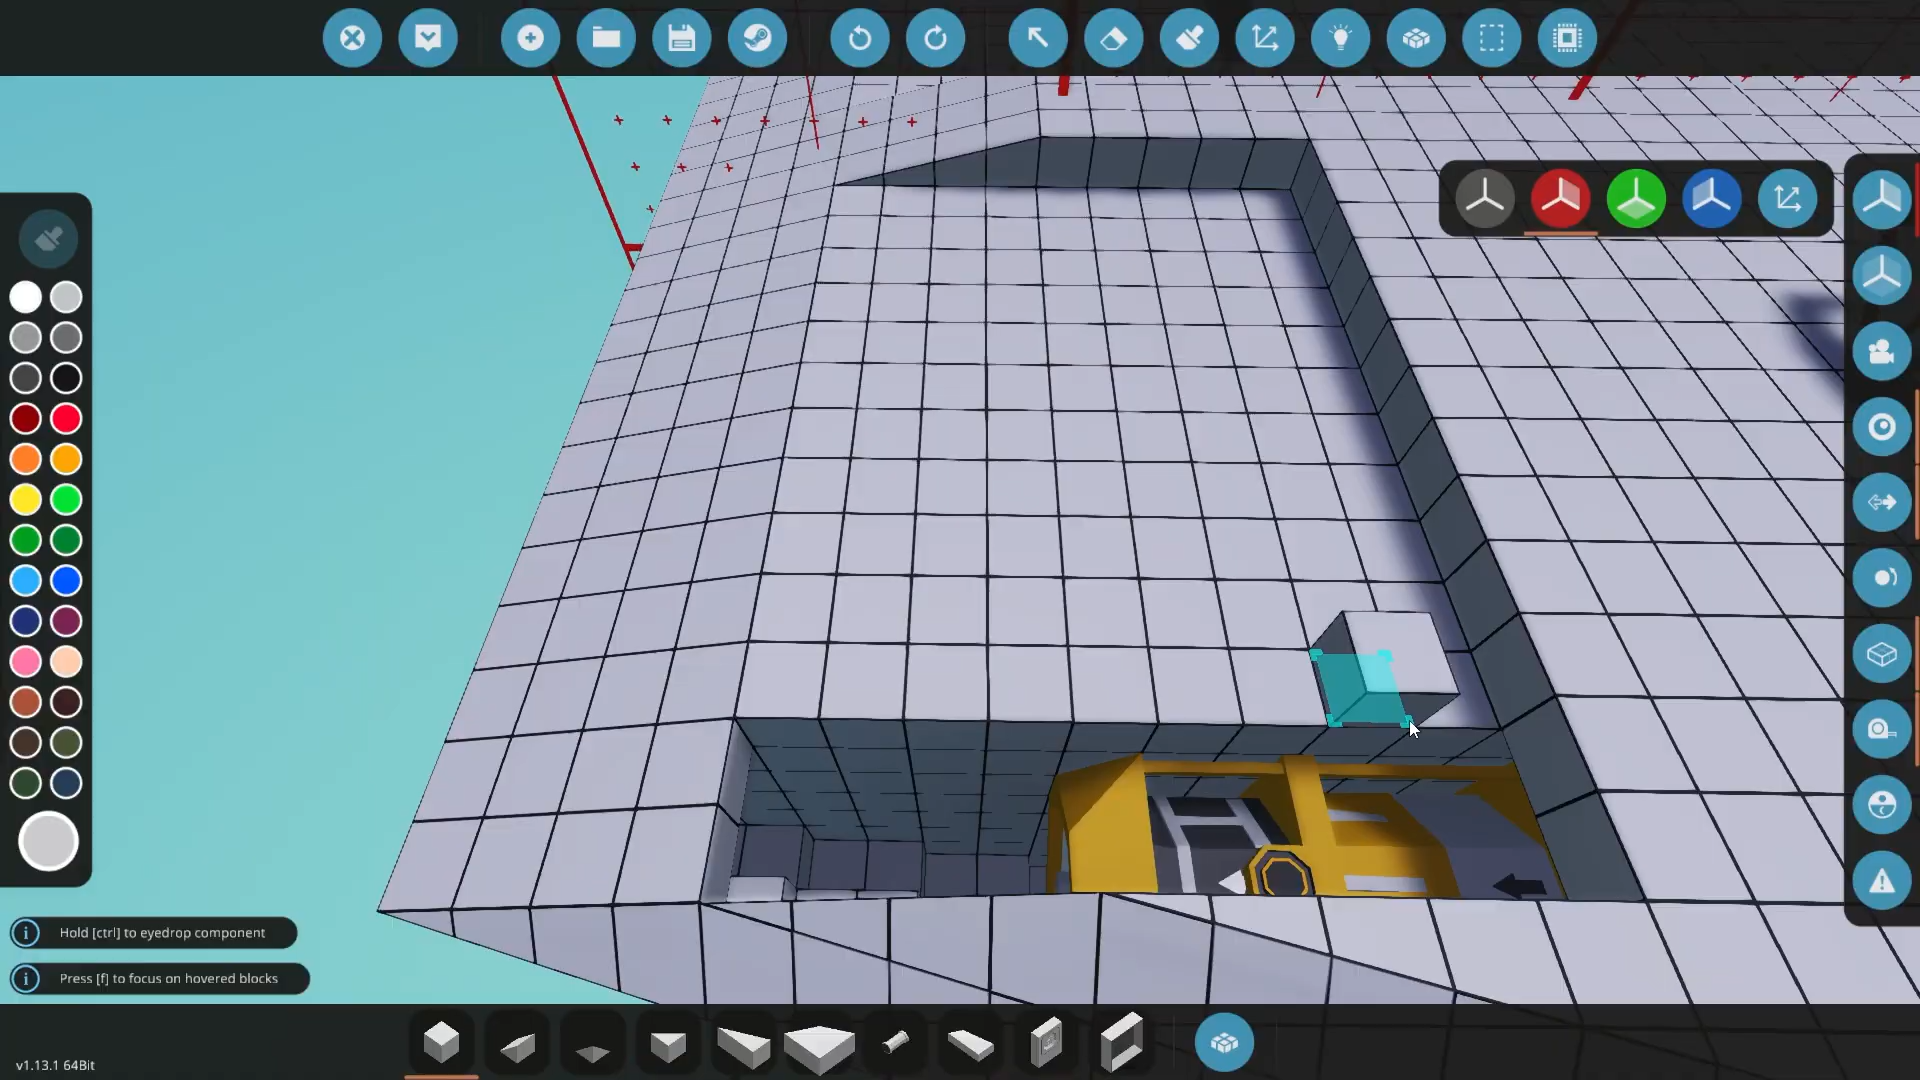 Hold [ctrl] to eyedrop component
Press [f] to focus on hovered blocks
v1.13.1 64Bit